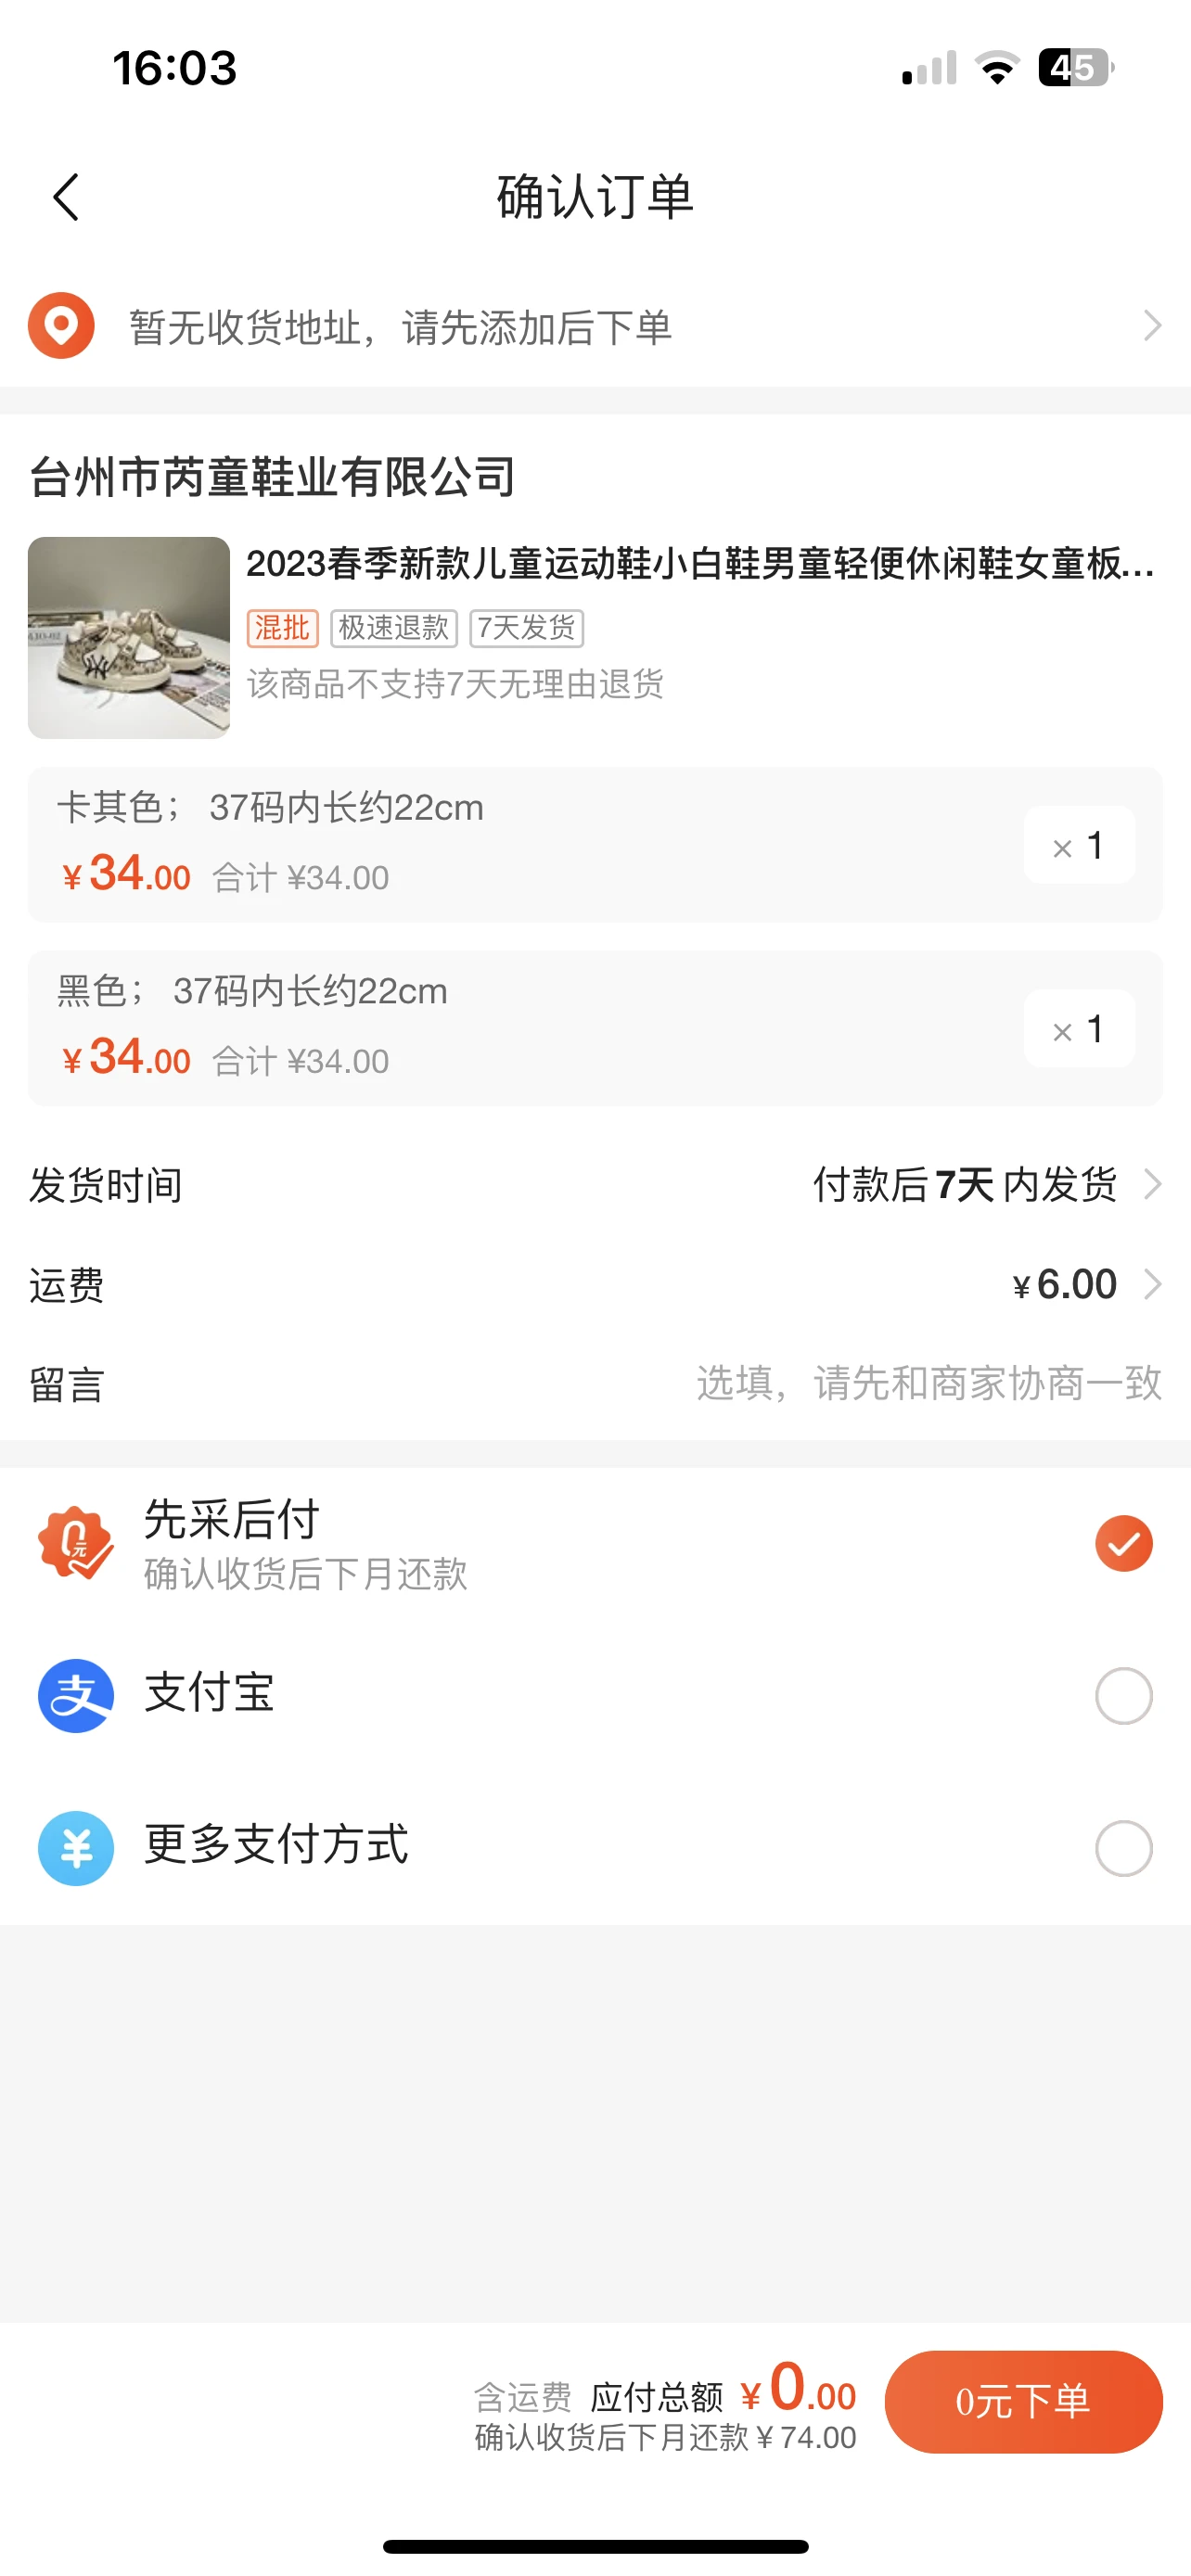 16:03
45
确认订单
暂无收货地址，请先添加后下单
台州市芮童鞋业有限公司
2023春季新款儿童运动鞋小白鞋男童轻便休闲鞋女童板...
混批 极速退款 7天发货
该商品不支持7天无理由退货
卡其色； 37码内长约22cm
× 1
¥34.00 合计 ¥34.00
黑色； 37码内长约22cm
× 1
¥34.00 合计 ¥34.00
发货时间 付款后 7天 内发货
运费 ¥6.00
留言 选填，请先和商家协商一致
先采后付
确认收货后下月还款
支付宝
更多支付方式
含运费 应付总额 ¥0.00
确认收货后下月还款 ¥ 74.00
0元下单